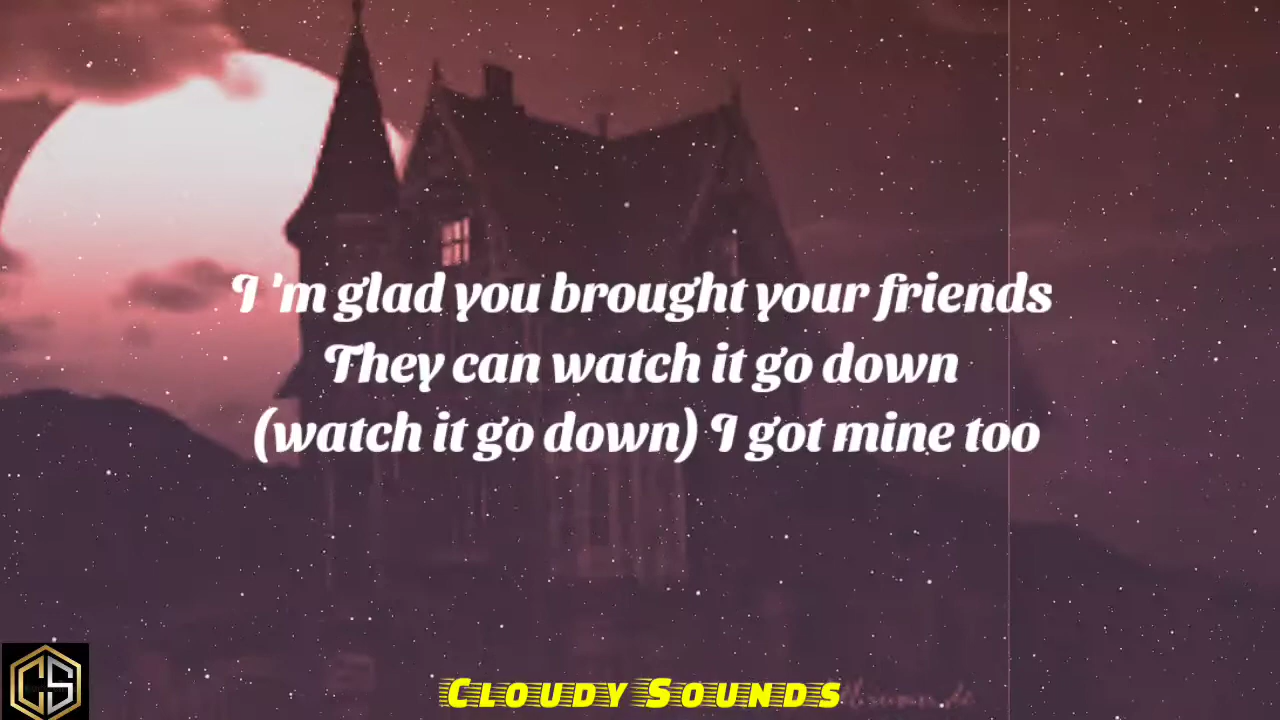 I 'm glad you brought your friends
They can watch it go down
(watch it go down) I got mine too
CS
CLOUDY SOUNDS